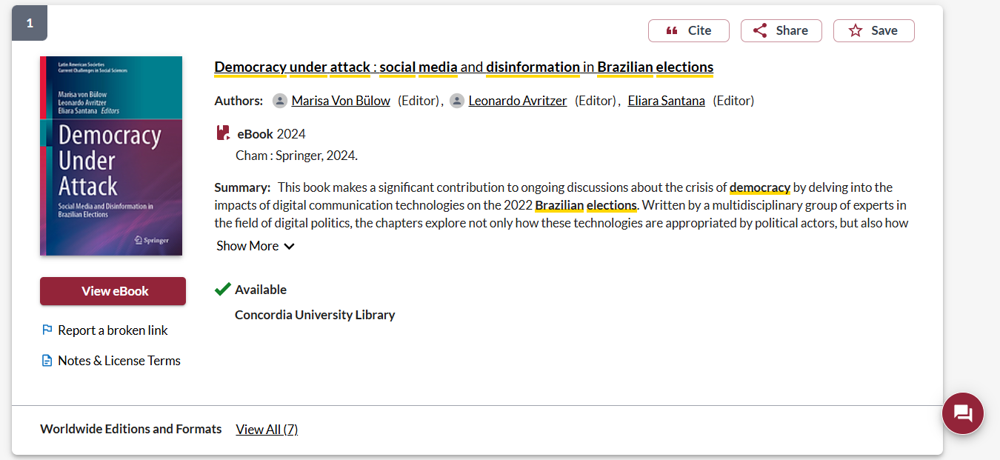 1
Cite
Share
Save
Latin American Societies
Current Challenges in Social Sciences
Marisa von Bülow
Leonardo Avritzer
Eliara Santana Editors
Democracy
Under
Attack
Social Media and Disinformation in
Brazilian Elections
Springer
Democracy under attack : social media and disinformation in Brazilian elections
Authors: Marisa Von Bülow (Editor) , Leonardo Avritzer (Editor) , Eliara Santana (Editor)
eBook 2024
Cham : Springer, 2024.
Summary: This book makes a significant contribution to ongoing discussions about the crisis of democracy by delving into the
impacts of digital communication technologies on the 2022 Brazilian elections. Written by a multidisciplinary group of experts in
the field of digital politics, the chapters explore not only how these technologies are appropriated by political actors, but also how
Show More
View eBook
Report a broken link
Notes & License Terms
Available
Concordia University Library
Worldwide Editions and Formats View All (7)